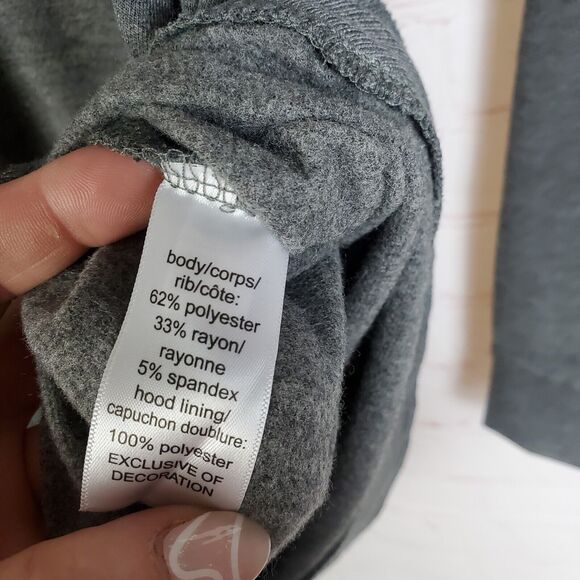 body/corps/
rib/côte:
62% polyester
33% rayon/
rayonne
5% spandex
hood lining/
capuchon doublure:
100% polyester
EXCLUSIVE OF
DECORATION